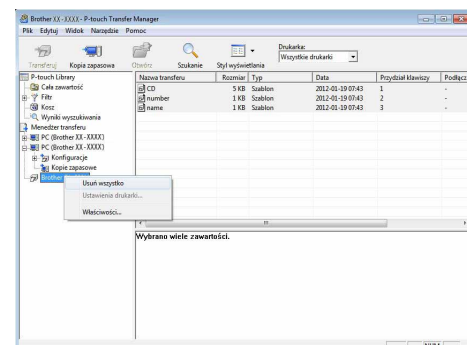 Brother XX-XXXX - P-touch Transfer Manager
Plik Edytuj Widok Narzędzie Pomoc
Transferuj Kopia zapasowa Otwórz Szukanie Styl wyświetlania
Drukarka:
Wszystkie drukarki
P-touch Library
Cała zawartość
Filtr
Kosz
Wyniki wyszukiwania
Menedżer transferu
PC (Brother XX-XXXX)
PC (Brother XX-XXXX)
Konfiguracje
Kopie zapasowe
Brother
Usuń wszystko
Ustawienia drukarki...
Właściwości...
Nazwa transferu Rozmiar Typ Data Przydział klawiszy Podłącz
CD 5 KB Szablon 2012-01-19 07:43 1 -
number 1 KB Szablon 2012-01-19 07:43 2 -
name 1 KB Szablon 2012-01-19 07:43 3 -
Wybrano wiele zawartości.
NUM